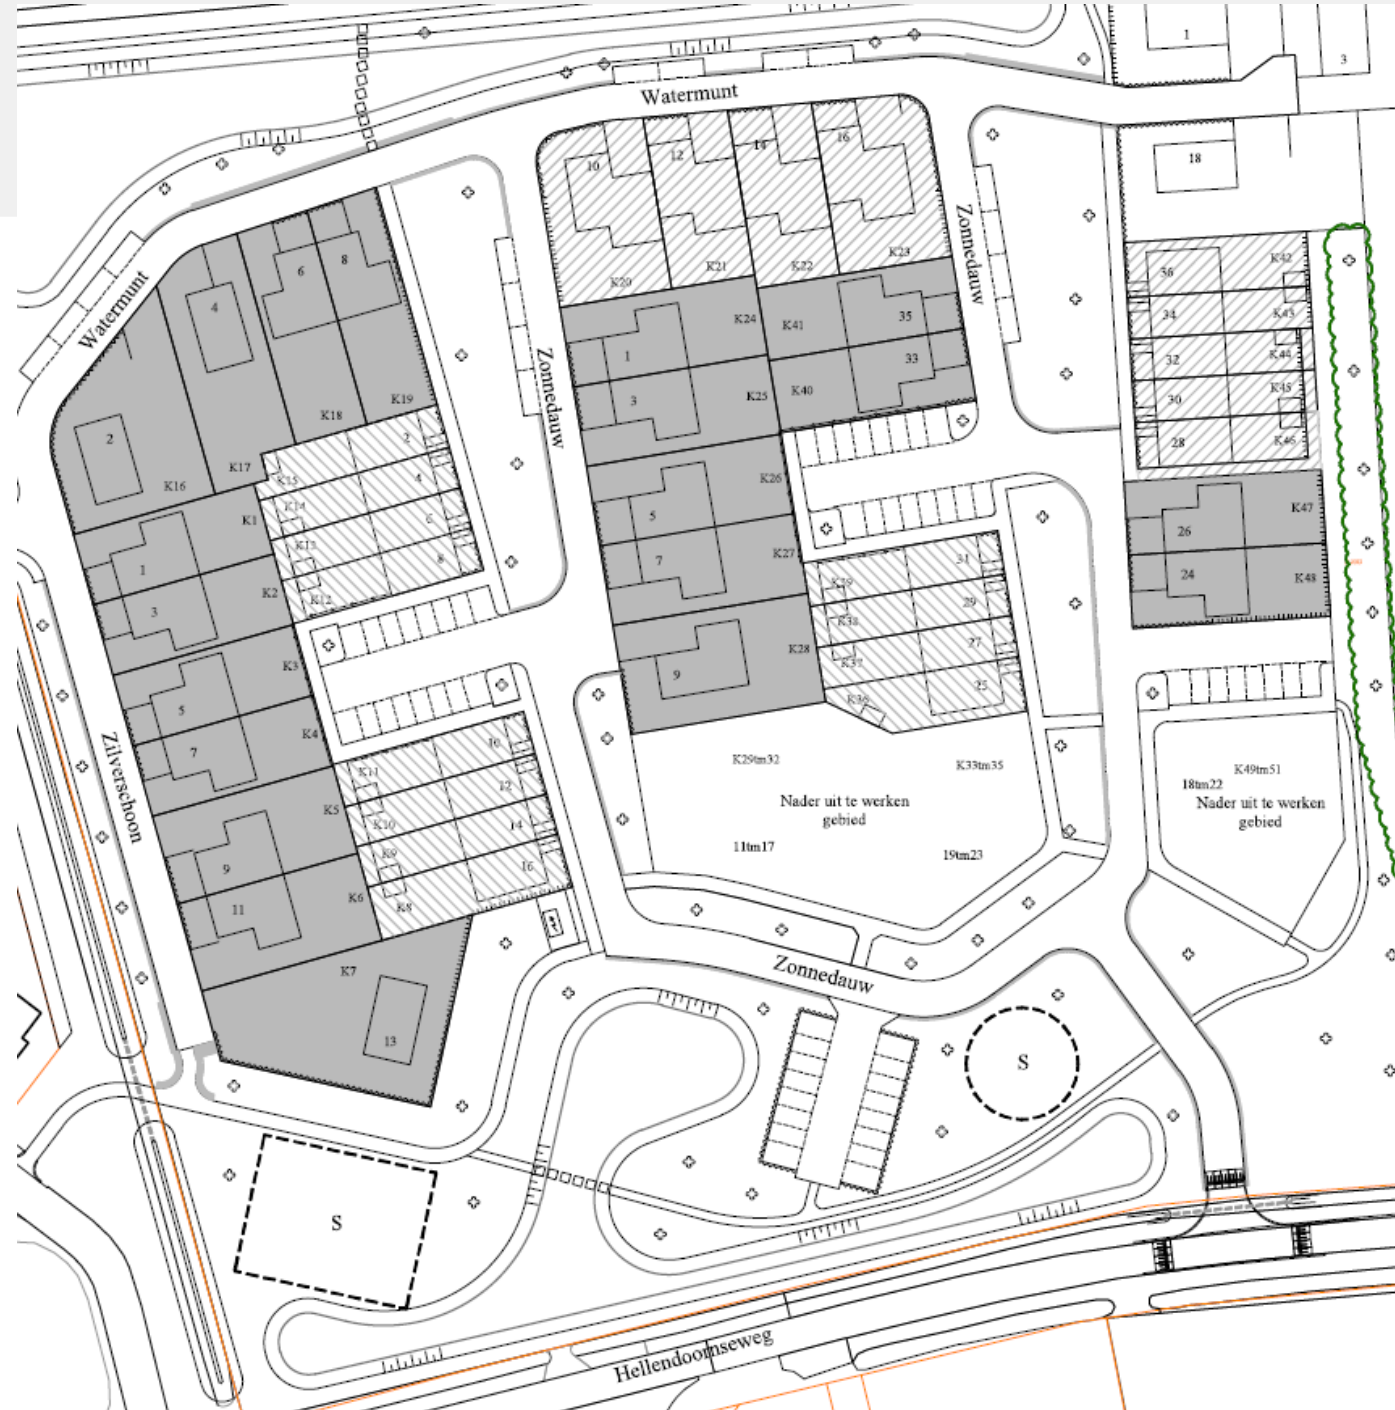 1
3
Watermunt
18
10
12
14
16
K20
K21
K22
K23
Zonnedauw
Watermunt
4
6
8
2
K16
K17
K18
K19
Zonnedauw
K24
K41
35
1
33
3
K25
K40
36
K42
34
K43
32
K44
30
K45
28
K46
2
K15
4
K14
6
K13
8
K12
K1
1
K2
3
K26
5
K27
7
K47
26
24
K48
31
K39
29
K38
27
K37
25
K36
K3
5
K4
7
K28
9
Zilverschoon
10
K11
12
K10
14
K9
16
K8
K5
9
K6
11
K29tm32
K33tm35
Nader uit te werken
gebied
11tm17
19tm23
K49tm51
18tm22
Nader uit te werken
gebied
K7
13
Zonnedauw
S
S
Hellendoornseweg